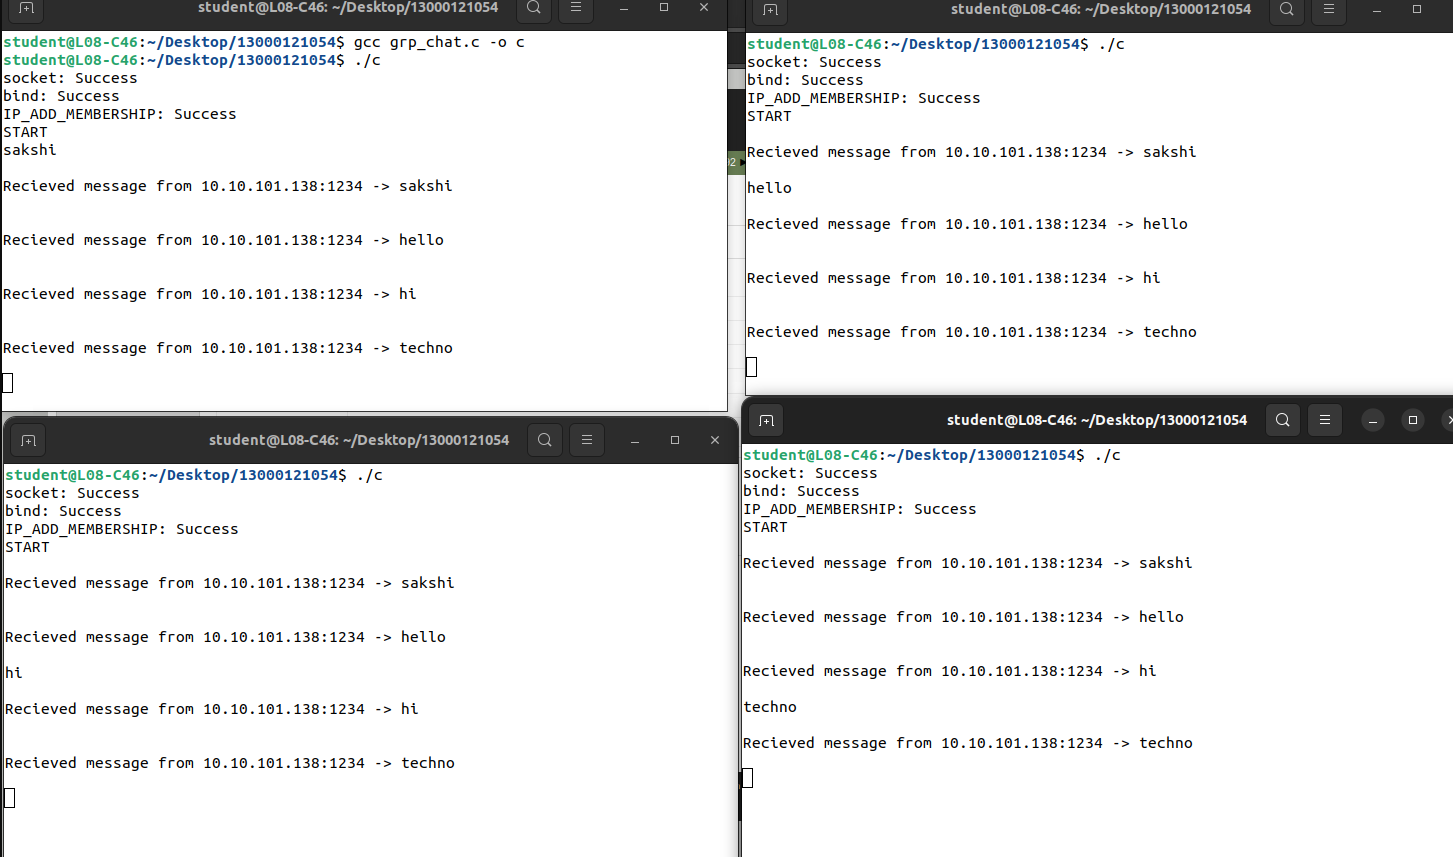 student@L08-C46: ~/Desktop/13000121054
student@L08-C46:~/Desktop/13000121054$ gcc grp_chat.c -o c
student@L08-C46:~/Desktop/13000121054$ ./c
socket: Success
bind: Success
IP_ADD_MEMBERSHIP: Success
START
sakshi
Recieved message from 10.10.101.138:1234 -> sakshi
Recieved message from 10.10.101.138:1234 -> hello
Recieved message from 10.10.101.138:1234 -> hi
Recieved message from 10.10.101.138:1234 -> techno
student@L08-C46: ~/Desktop/13000121054
student@L08-C46:~/Desktop/13000121054$ ./c
socket: Success
bind: Success
IP_ADD_MEMBERSHIP: Success
START
Recieved message from 10.10.101.138:1234 -> sakshi
hello
Recieved message from 10.10.101.138:1234 -> hello
Recieved message from 10.10.101.138:1234 -> hi
Recieved message from 10.10.101.138:1234 -> techno
student@L08-C46: ~/Desktop/13000121054
student@L08-C46:~/Desktop/13000121054$ ./c
socket: Success
bind: Success
IP_ADD_MEMBERSHIP: Success
START
Recieved message from 10.10.101.138:1234 -> sakshi
Recieved message from 10.10.101.138:1234 -> hello
hi
Recieved message from 10.10.101.138:1234 -> hi
Recieved message from 10.10.101.138:1234 -> techno
student@L08-C46: ~/Desktop/13000121054
student@L08-C46:~/Desktop/13000121054$ ./c
socket: Success
bind: Success
IP_ADD_MEMBERSHIP: Success
START
Recieved message from 10.10.101.138:1234 -> sakshi
Recieved message from 10.10.101.138:1234 -> hello
Recieved message from 10.10.101.138:1234 -> hi
techno
Recieved message from 10.10.101.138:1234 -> techno